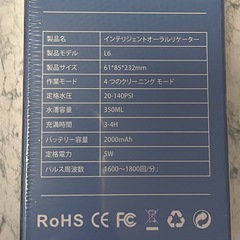 製品名 インテリジェントオーラルリゲーター
製品モデル L6
サイズ 61*85*232mm
作業モード 4 つのクリーニング モード
定格水圧 20-140PSI
水漕容量 350ML
充満時間 3-4H
バッテリー容量 2000mAh
定格電力 5W
パルス周波数 1600～1800回/分
RoHS CE FC